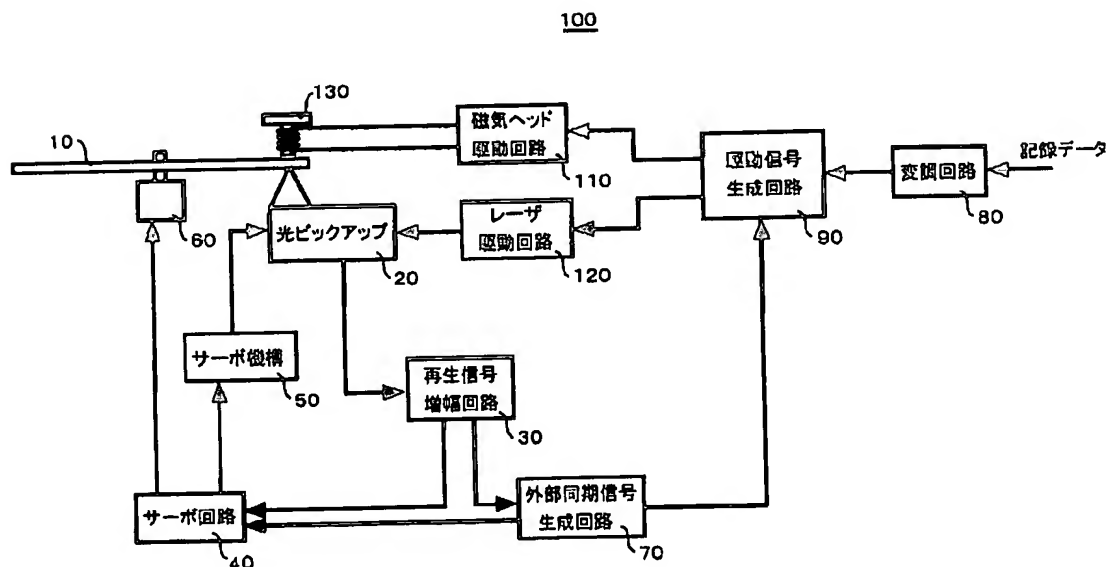 100
130
10
磁気ヘッド
駆動回路
110
駆動信号
生成回路
90
変調回路
80
記録データ
60
光ピックアップ
20
レーザ
駆動回路
120
サーボ機構
50
再生信号
増幅回路
30
サーボ回路
40
外部同期信号
生成回路
70